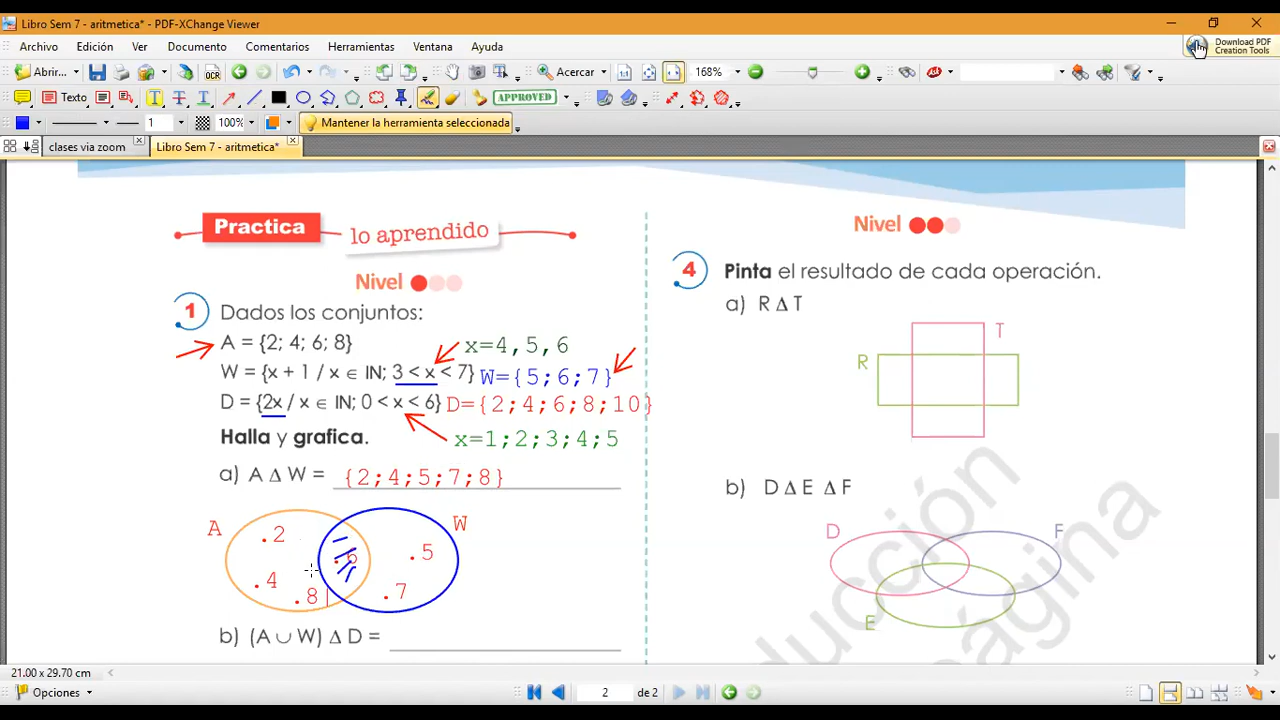 Libro Sem 7 - aritmetica* - PDF-XChange Viewer
Archivo Edición Ver Documento Comentarios Herramientas Ventana Ayuda
Download PDF
Creation Tools
Abrir... OCR Acercar 168%
Texto APPROVED
1 100% Mantener la herramienta seleccionada
clases via zoom Libro Sem 7 - aritmetica*
Practica lo aprendido
Nivel
1 Dados los conjuntos:
A = {2; 4; 6; 8} x=4,5,6
W = {x + 1 / x ∈ IN; 3 < x < 7} W={5;6;7}
D = {2x / x ∈ IN; 0 < x < 6} D={2;4;6;8;10}
Halla y grafica. x=1;2;3;4;5
a) A Δ W = {2;4;5;7;8}
A W
.2
.6 .5
.4
.8 .7
b) (A ∪ W) Δ D =
Nivel
4 Pinta el resultado de cada operación.
a) R Δ T
T
R
b) D Δ E Δ F
D F
E
ducción
página
21.00 x 29.70 cm
Opciones 2 de 2